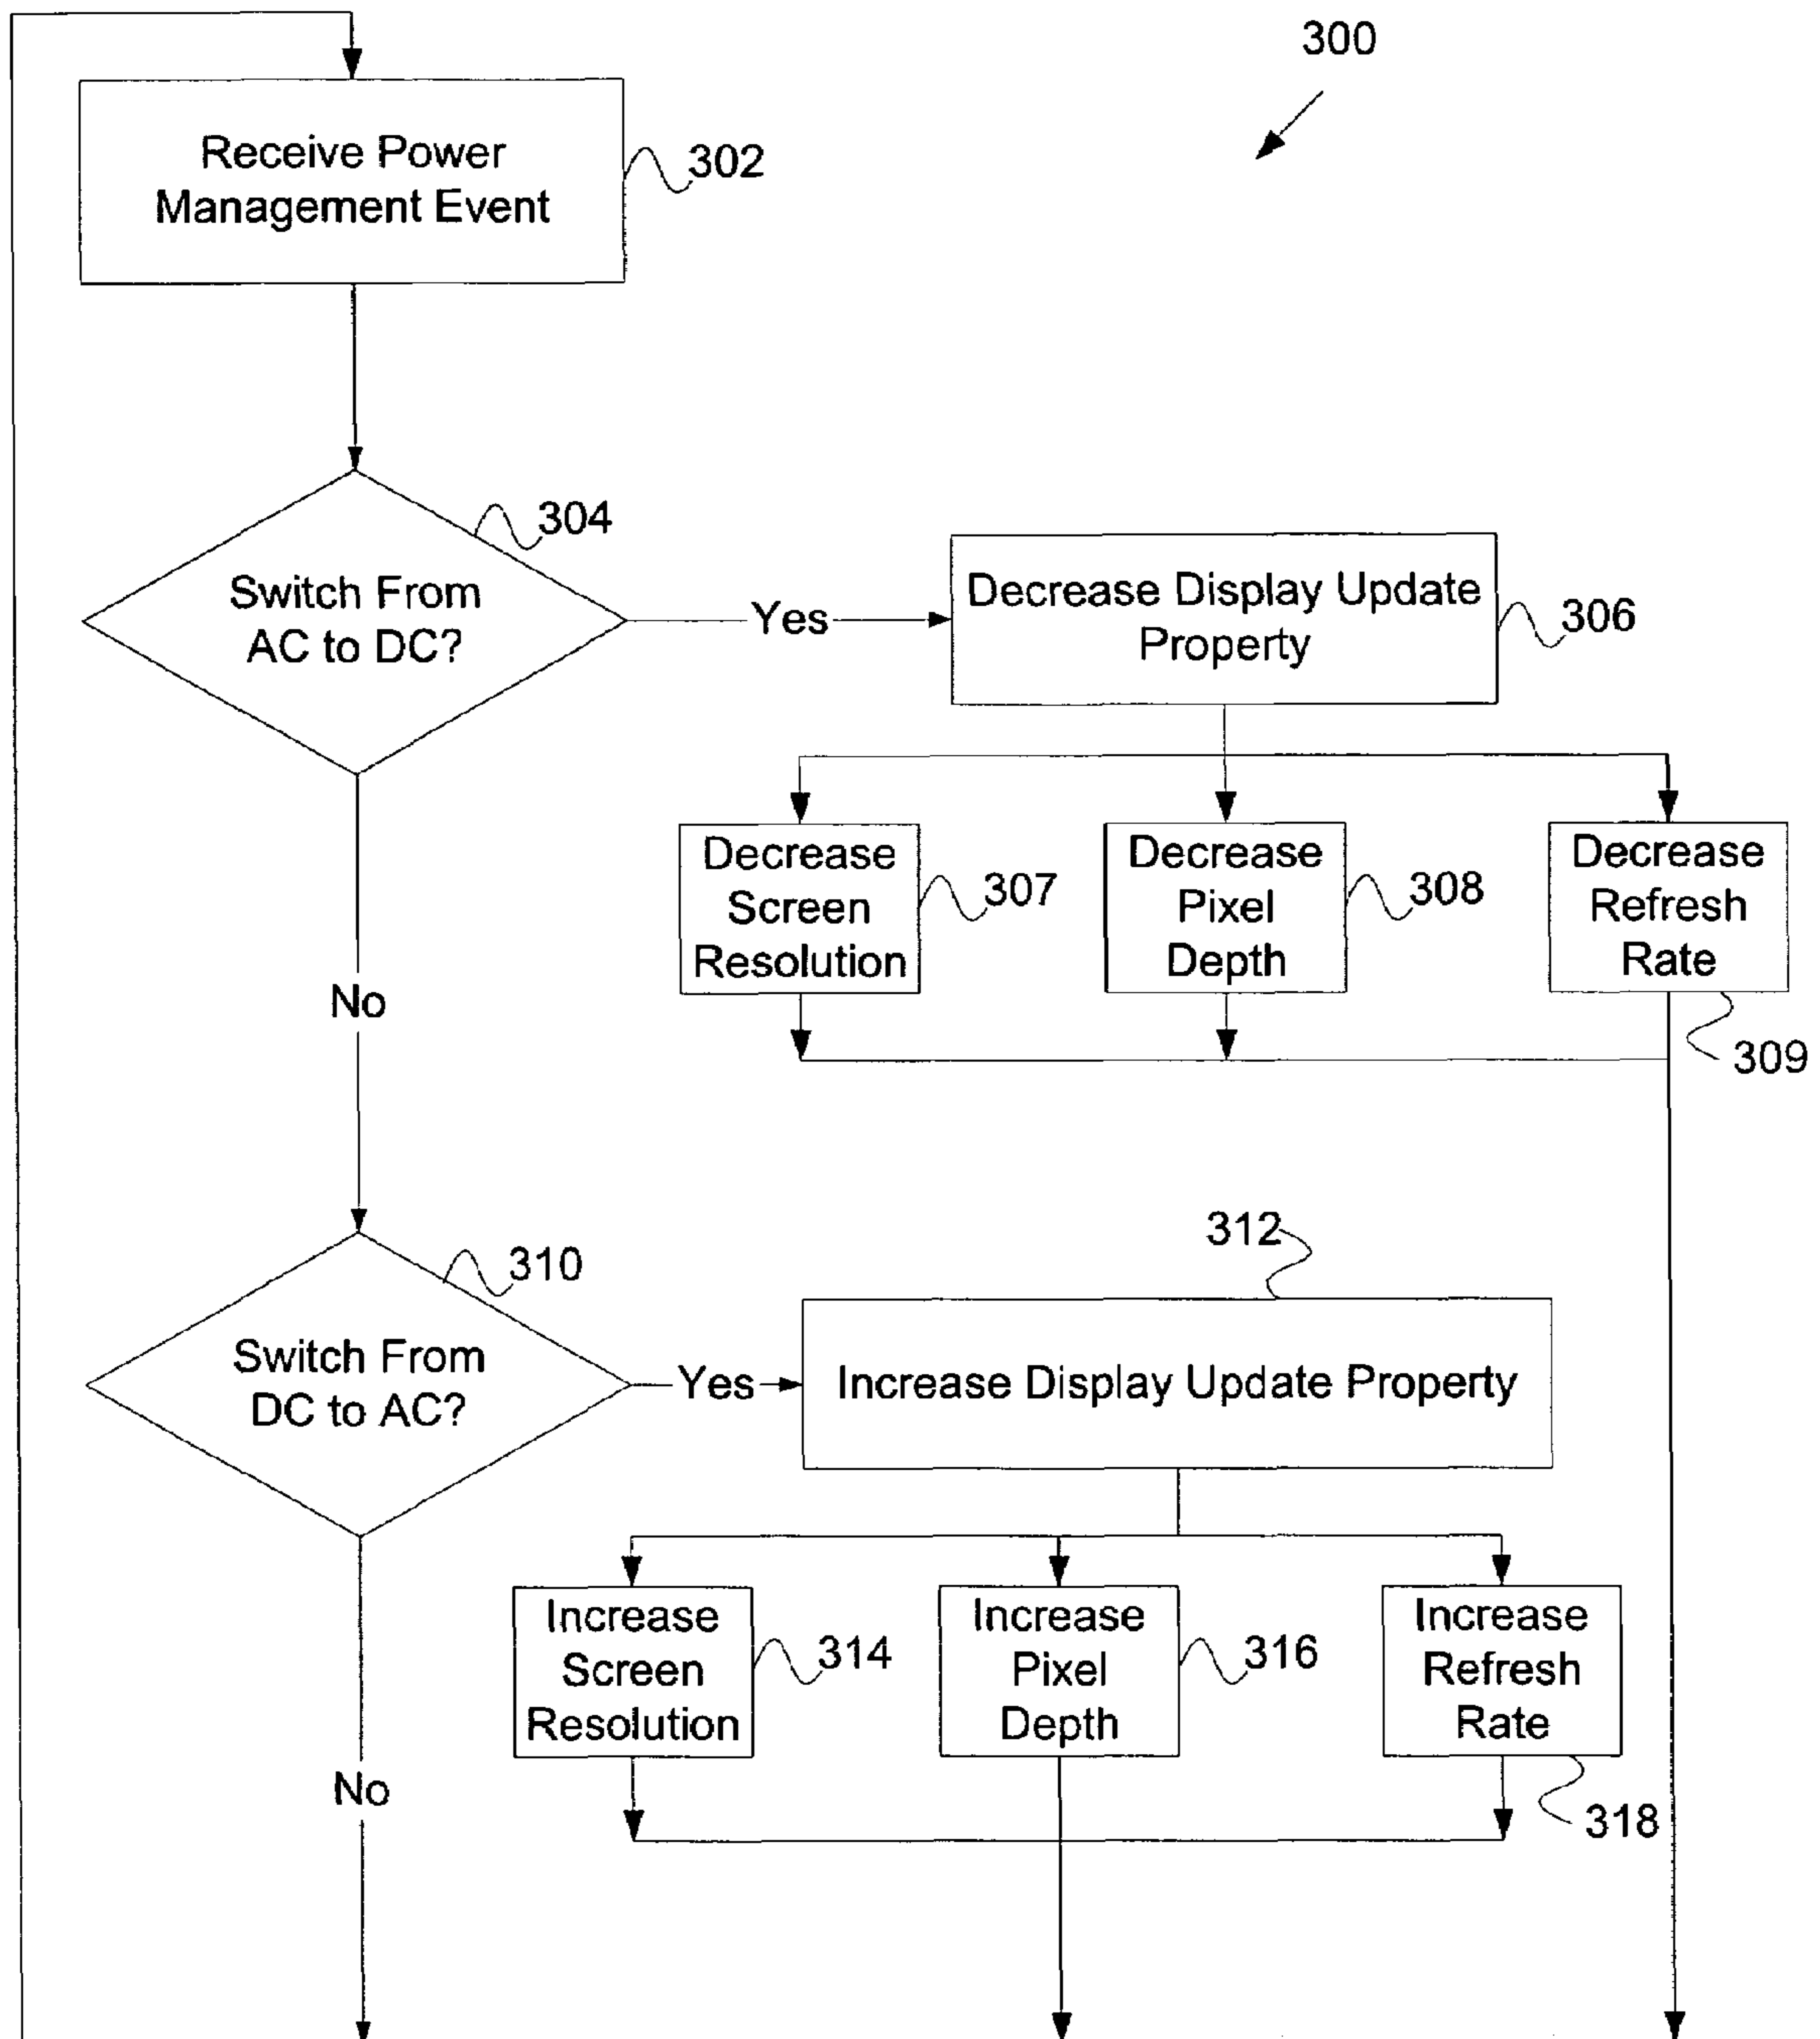 300
Receive Power
Management Event
302
304
Switch From
AC to DC?
Yes
Decrease Display Update
Property
306
Decrease
Screen
Resolution
307
Decrease
Pixel
Depth
308
Decrease
Refresh
Rate
309
No
310
Switch From
DC to AC?
Yes
312
Increase Display Update Property
Increase
Screen
Resolution
314
Increase
Pixel
Depth
316
Increase
Refresh
Rate
318
No